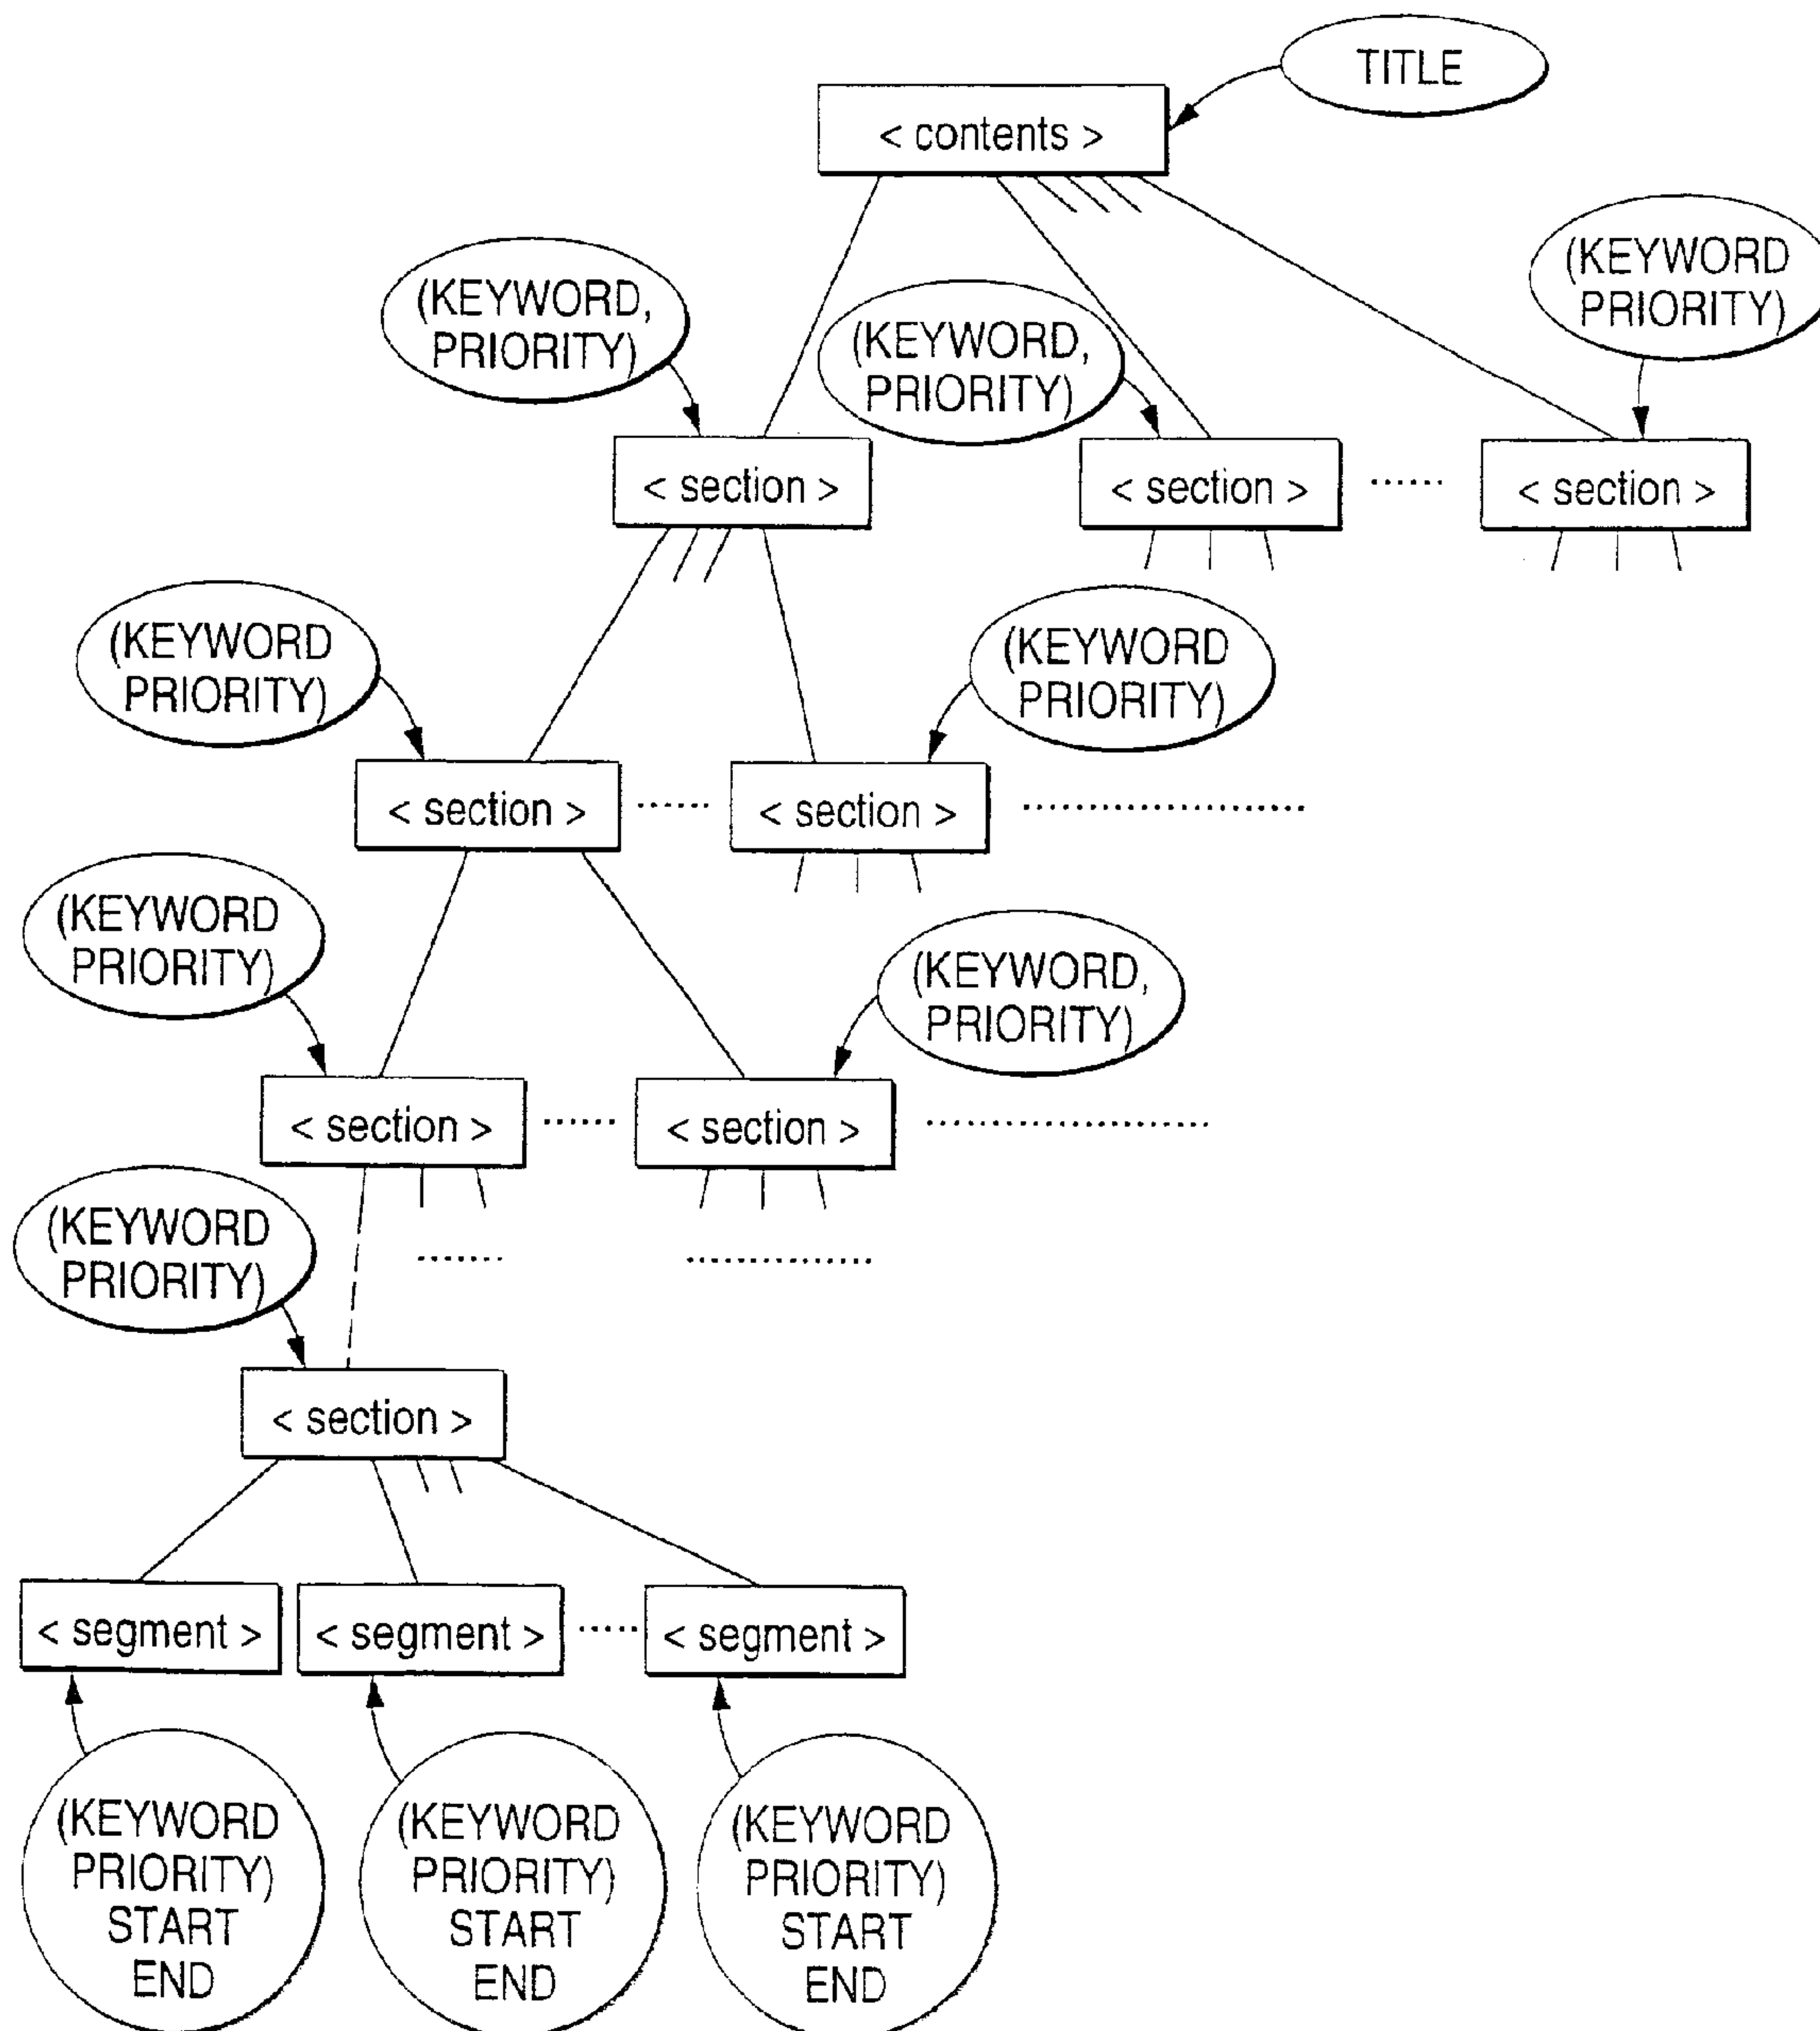 TITLE
< contents >
(KEYWORD,
PRIORITY)
(KEYWORD,
PRIORITY)
(KEYWORD
PRIORITY)
< section >
< section >
< section >
(KEYWORD
PRIORITY)
(KEYWORD
PRIORITY)
< section >
< section >
(KEYWORD
PRIORITY)
(KEYWORD,
PRIORITY)
< section >
< section >
(KEYWORD
PRIORITY)
< section >
< segment >
< segment >
< segment >
(KEYWORD
PRIORITY)
START
END
(KEYWORD
PRIORITY)
START
END
(KEYWORD
PRIORITY)
START
END